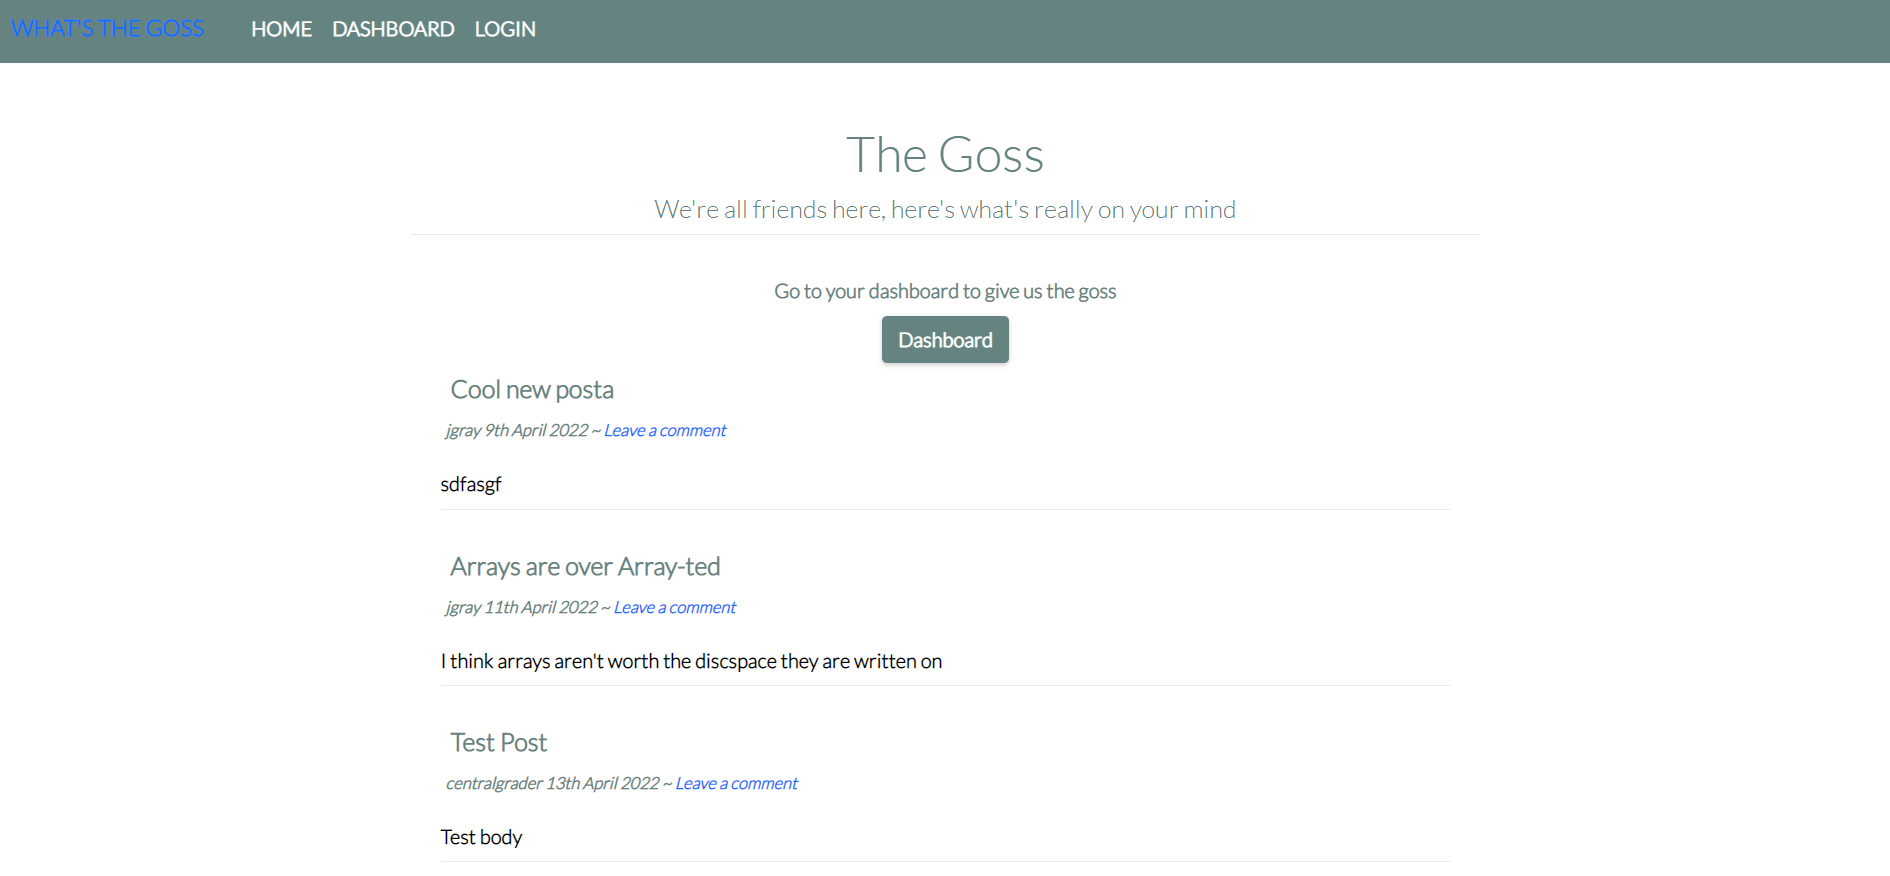 WHAT'S THE GOSS HOME DASHBOARD LOGIN
The Goss
We're all friends here, here's what's really on your mind
Go to your dashboard to give us the goss
Dashboard
Cool new posta
jgray 9th April 2022 ~ Leave a comment
sdfasgf
Arrays are over Array-ted
jgray 11th April 2022 ~ Leave a comment
I think arrays aren't worth the discspace they are written on
Test Post
centralgrader 13th April 2022 ~ Leave a comment
Test body